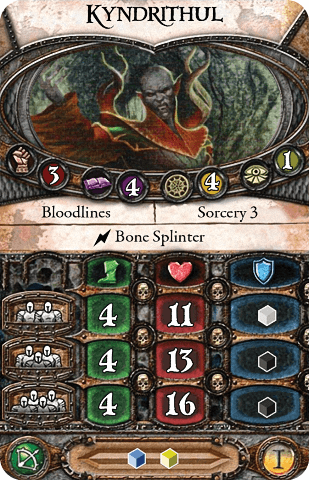 KYNDRITHUL
3 4 4 1
Bloodlines Sorcery 3
Bone Splinter
4 11
4 13
4 16
I